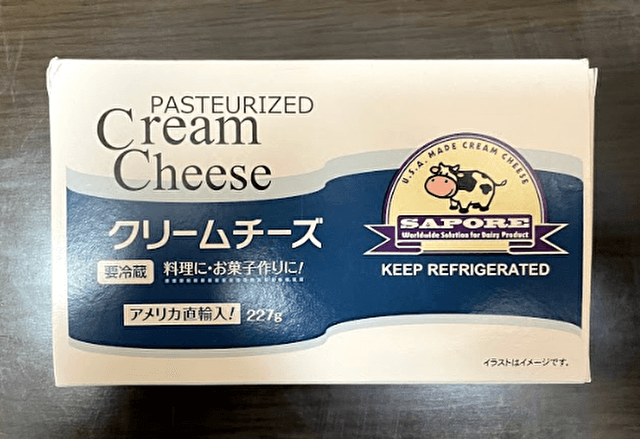 PASTEURIZED
Cream
Cheese
クリームチーズ
要冷蔵 料理に・お菓子作りに!
アメリカ直輸入! 227g
U.S.A. MADE CREAM CHEESE
SAPORE
Worldwide Solution for Dairy Product
KEEP REFRIGERATED
イラストはイメージです。